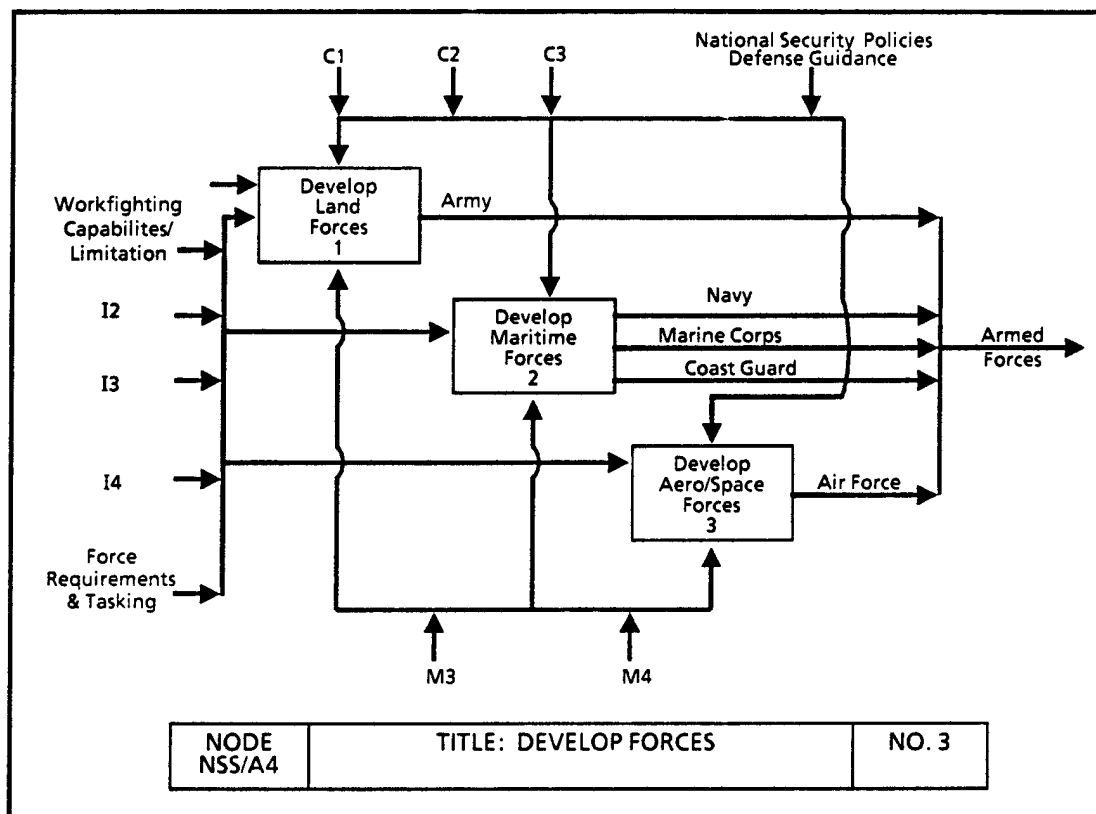 C1
C2
C3
National Security Policies
Defense Guidance
Develop
Land
Forces
1
Army
Workfighting
Capabilites/
Limitation
I2
I3
I4
Force
Requirements
& Tasking
Develop
Maritime
Forces
2
Navy
Marine Corps
Coast Guard
Armed
Forces
Develop
Aero/Space
Forces
3
Air Force
M3
M4
NODE
NSS/A4
TITLE: DEVELOP FORCES
NO. 3